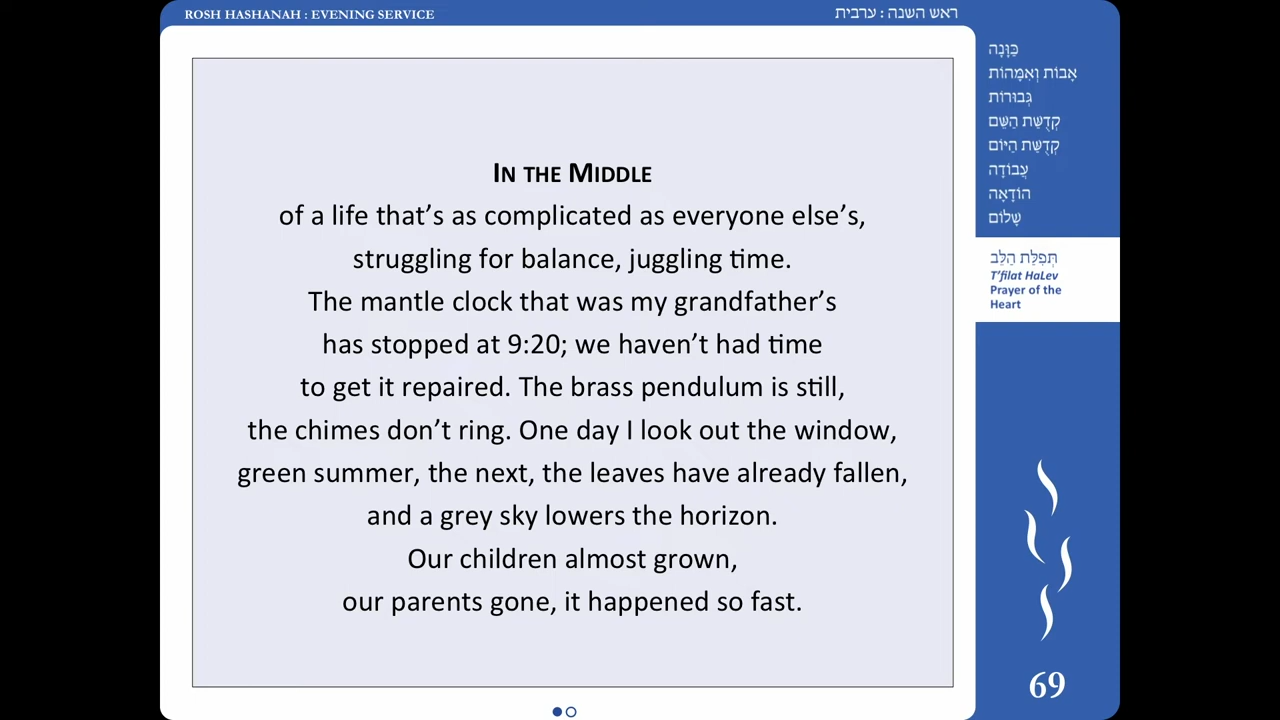 ROSH HASHANAH : EVENING SERVICE
ראש השנה : ערבית
IN THE MIDDLE
of a life that’s as complicated as everyone else’s,
struggling for balance, juggling time.
The mantle clock that was my grandfather’s
has stopped at 9:20; we haven’t had time
to get it repaired. The brass pendulum is still,
the chimes don’t ring. One day I look out the window,
green summer, the next, the leaves have already fallen,
and a grey sky lowers the horizon.
Our children almost grown,
our parents gone, it happened so fast.
כַּוָּנָה
אָבוֹת וְאִמָּהוֹת
גְּבוּרוֹת
קְדֻשַּׁת הַשֵּׁם
קְדֻשַּׁת הַיּוֹם
עֲבוֹדָה
הוֹדָאָה
שָׁלוֹם
תְּפִלַּת הַלֵּב
T’filat HaLev
Prayer of the
Heart
69